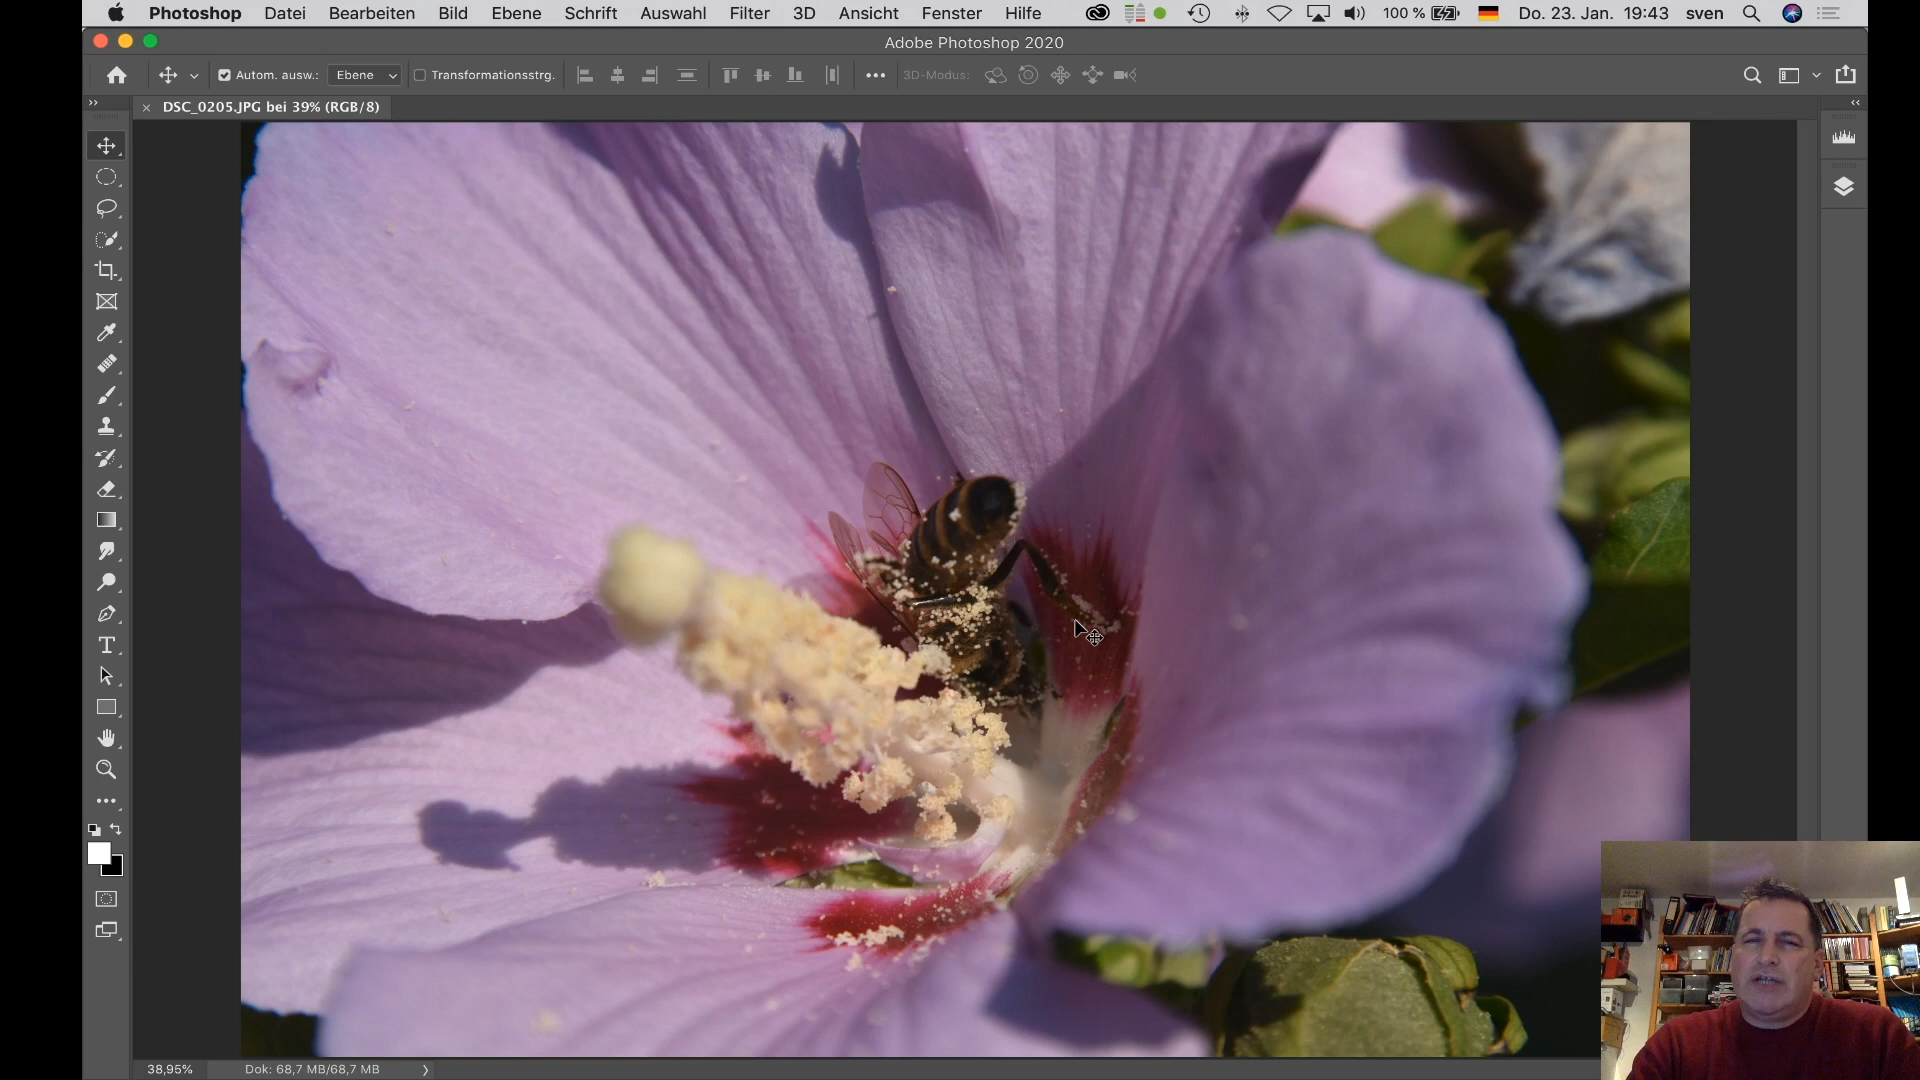 Photoshop Datei Bearbeiten Bild Ebene Schrift Auswahl Filter 3D Ansicht Fenster Hilfe 100 % Do. 23. Jan. 19:43 sven
Adobe Photoshop 2020
Autom. ausw.: Ebene Transformationsstrg. 3D-Modus:
DSC_0205.JPG bei 39% (RGB/8)
38,95% Dok: 68,7 MB/68,7 MB